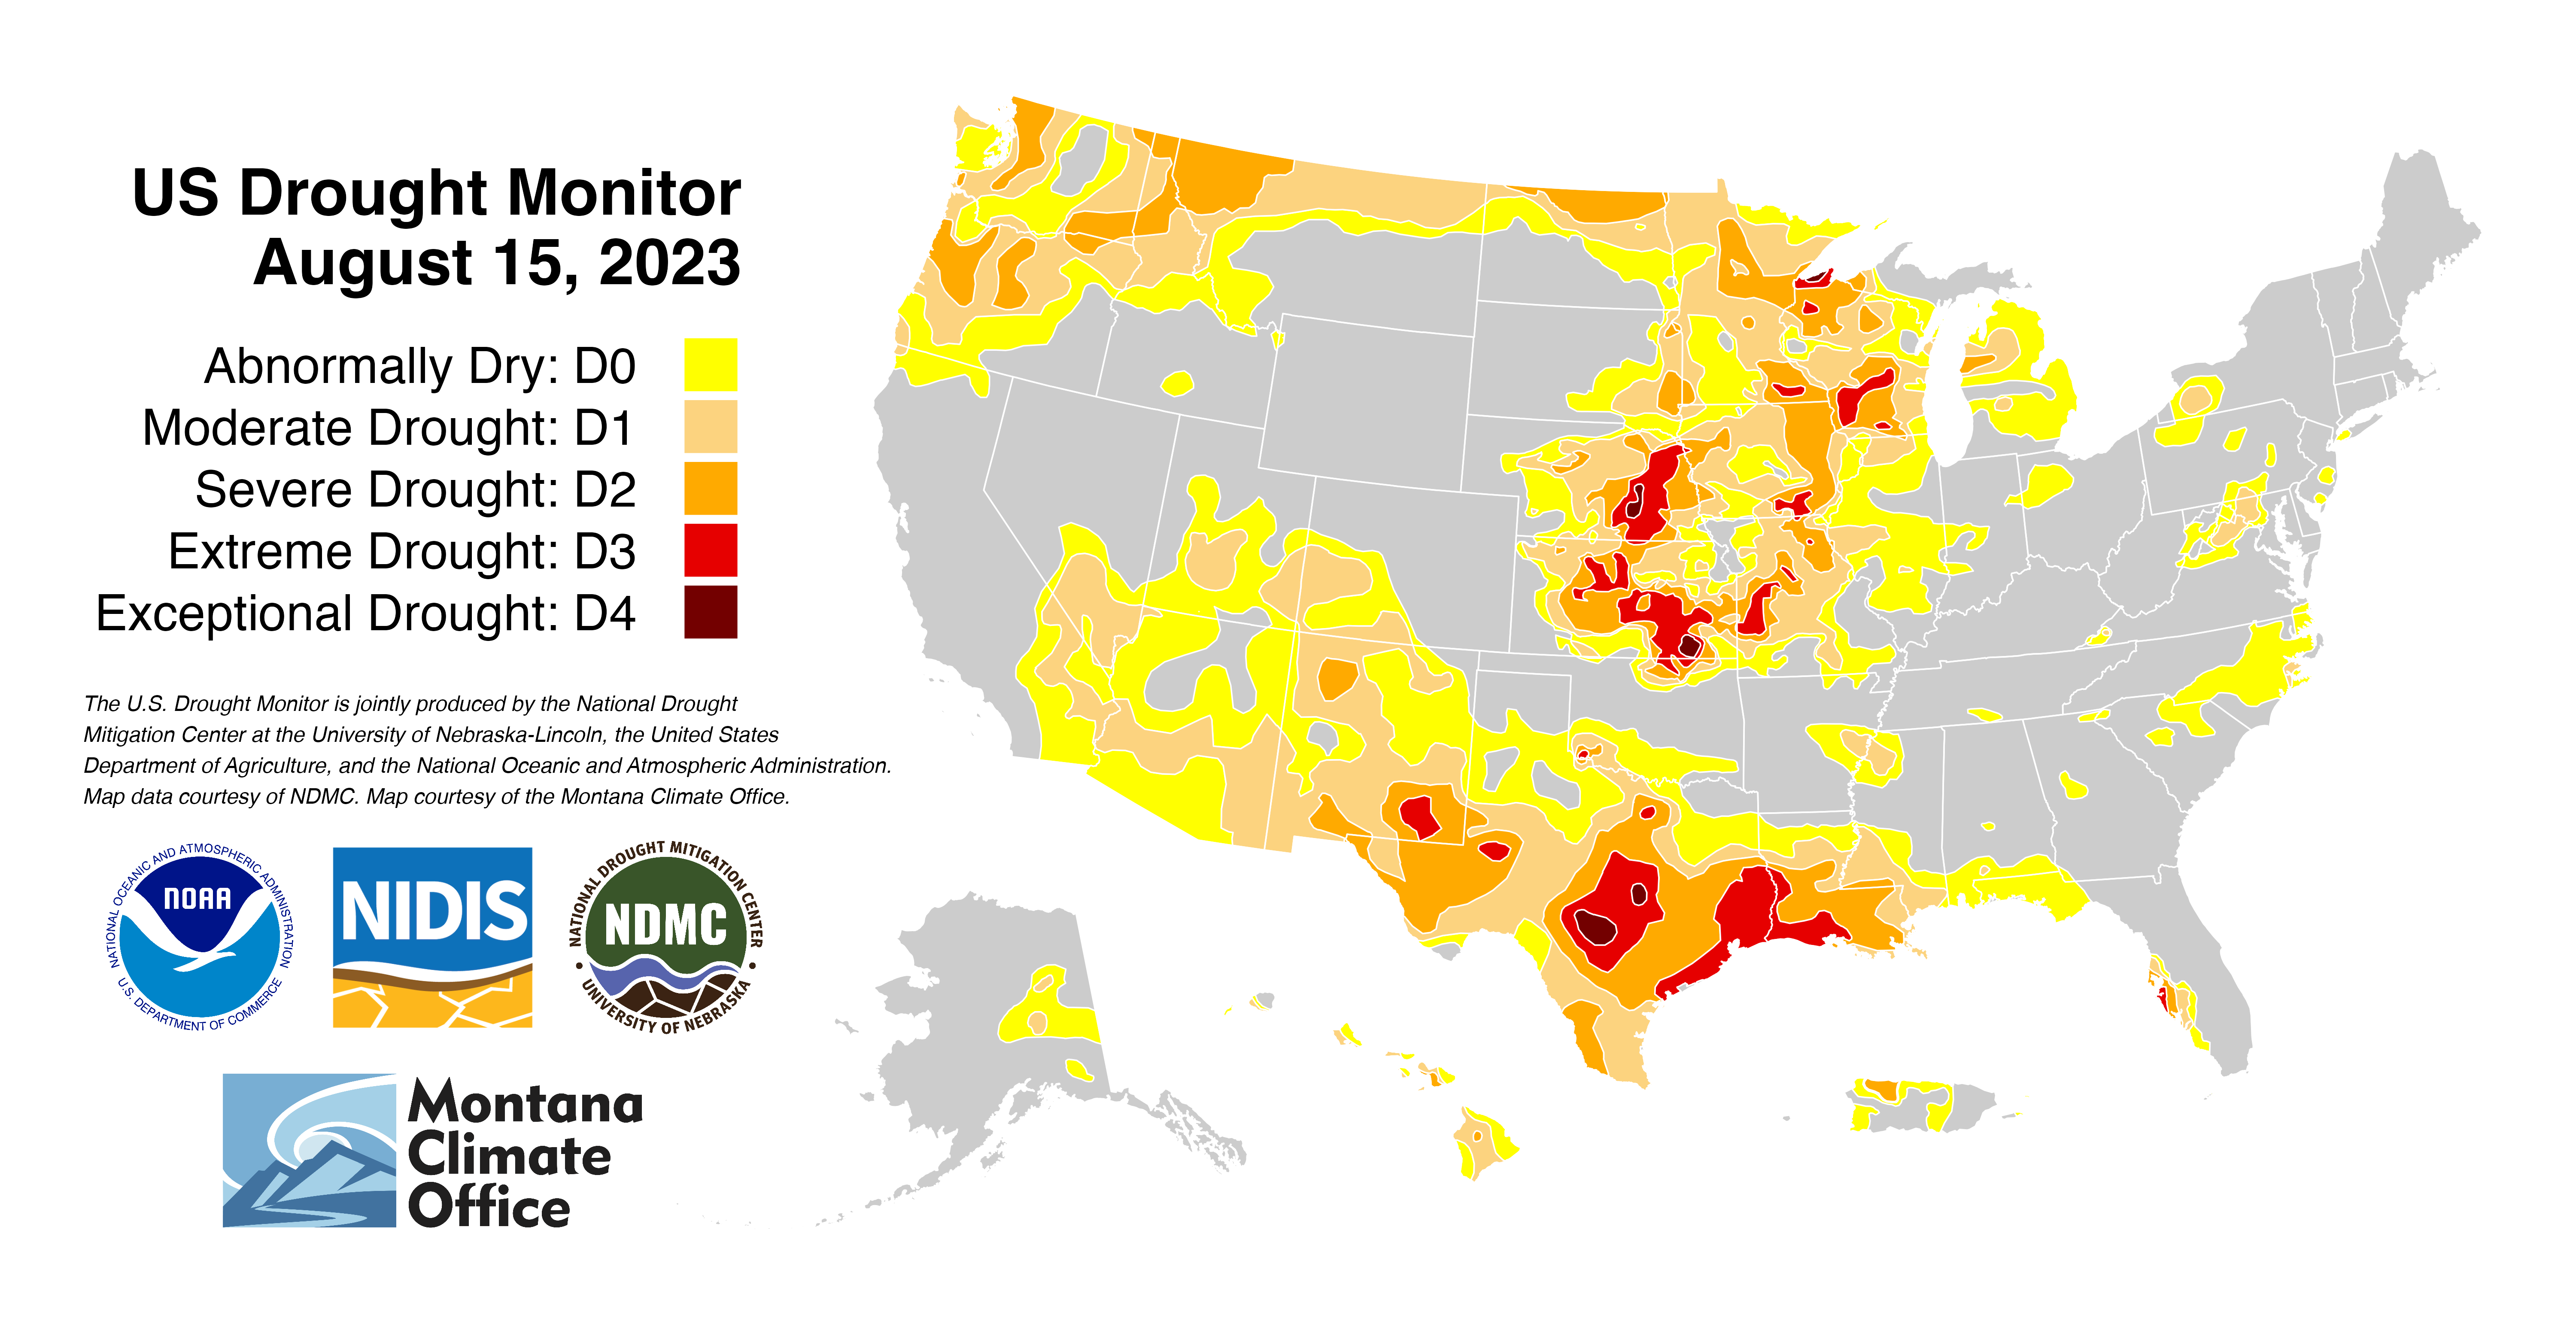 US Drought Monitor
August 15, 2023
Abnormally Dry: D0
Moderate Drought: D1
Severe Drought: D2
Extreme Drought: D3
Exceptional Drought: D4
The U.S. Drought Monitor is jointly produced by the National Drought
Mitigation Center at the University of Nebraska-Lincoln, the United States
Department of Agriculture, and the National Oceanic and Atmospheric Administration.
Map data courtesy of NDMC. Map courtesy of the Montana Climate Office.
NATIONAL OCEANIC AND ATMOSPHERIC ADMINISTRATION
NOAA
U.S. DEPARTMENT OF COMMERCE
NIDIS
NATIONAL DROUGHT MITIGATION CENTER
NDMC
UNIVERSITY OF NEBRASKA
Montana
Climate
Office